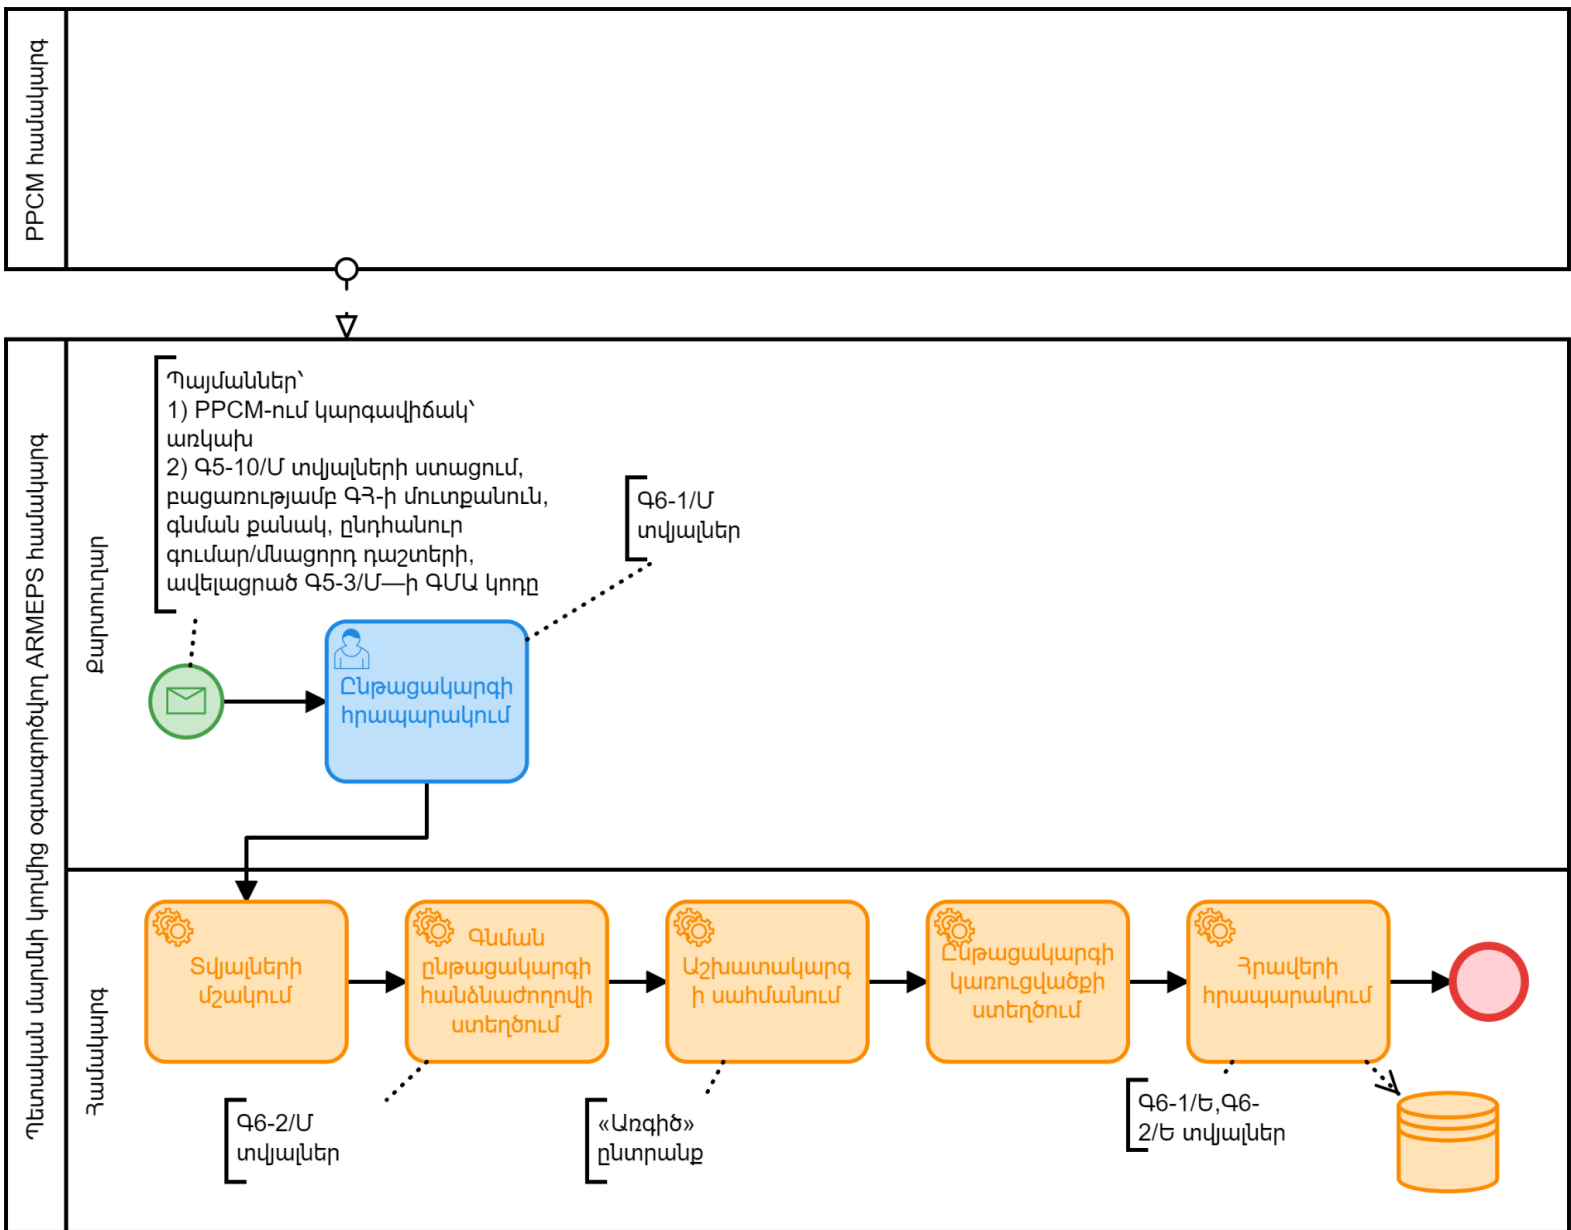 PPCM համակարգ
Պետական մարմնի կողմից օգտագործվող ARMEPS համակարգ
Քարտուղար
Պայմաններ՝
1) PPCM-ում կարգավիճակ՝
առկախ
2) Գ5-10/Մ տվյալների ստացում,
բացառությամբ ԳՀ-ի մուտքանուն,
գնման քանակ, ընդհանուր
գումար/մնացորդ դաշտերի,
ավելացրած Գ5-3/Մ—ի ԳՄԱ կոդը
Գ6-1/Մ
տվյալներ
Ընթացակարգի
հրապարակում
Համակարգ
Տվյալների
մշակում
Գնման
ընթացակարգի
հանձնաժողովի
ստեղծում
Աշխատակարգ
ի սահմանում
Ընթացակարգի
կառուցվածքի
ստեղծում
Հրավերի
հրապարակում
Գ6-2/Մ
տվյալներ
«Առգիծ»
ընտրանք
Գ6-1/Ե,Գ6-
2/Ե տվյալներ